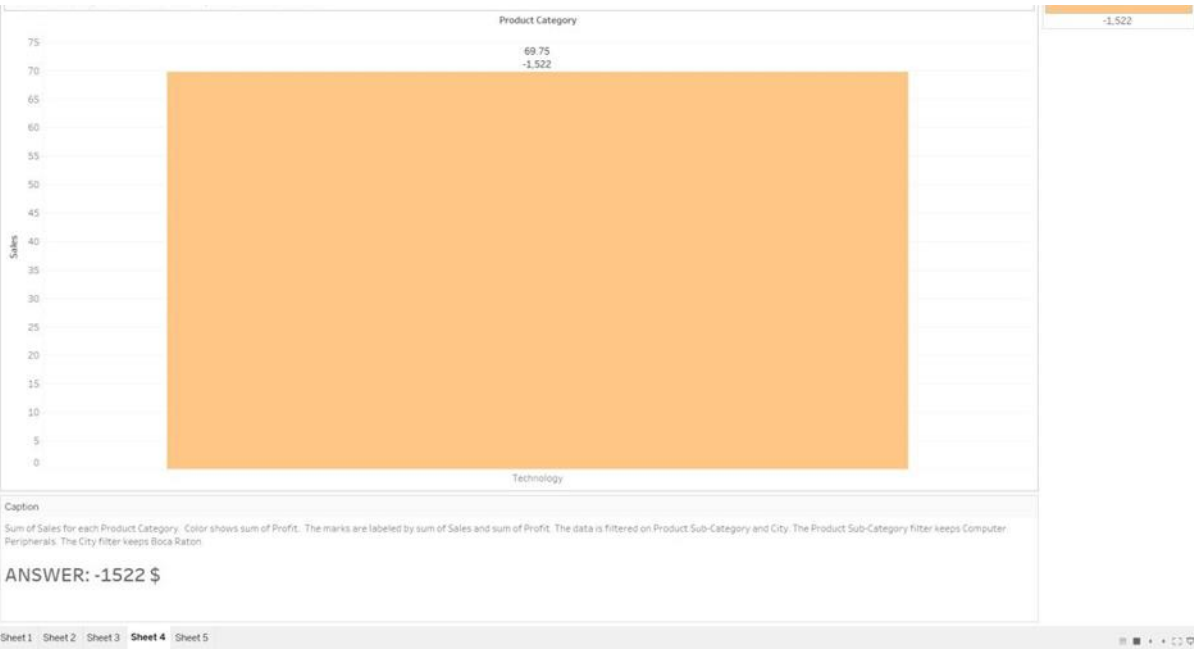 Product Category
-1,522
75
69.75
-1,522
70
65
60
55
50
45
Sales
40
35
30
25
20
15
10
5
0
Technology
Caption
Sum of Sales for each Product Category. Color shows sum of Profit. The marks are labeled by sum of Sales and sum of Profit. The data is filtered on Product Sub-Category and City. The Product Sub-Category filter keeps Computer
Peripherals. The City filter keeps Boca Raton.
ANSWER: -1522 $
Sheet 1 Sheet 2 Sheet 3 Sheet 4 Sheet 5